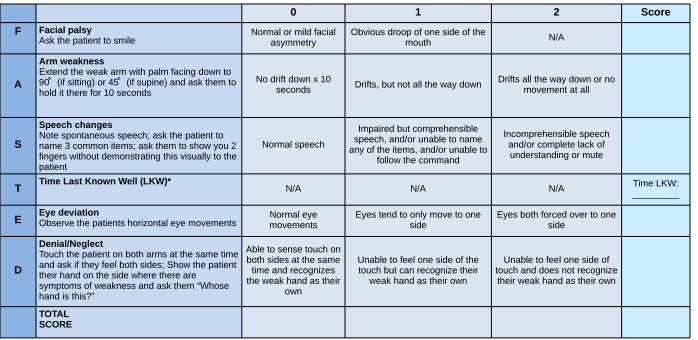 0 1 2 Score
F
Facial palsy
Ask the patient to smile
Normal or mild facial
asymmetry
Obvious droop of one side of the
mouth
N/A
A
Arm weakness
Extend the weak arm with palm facing down to
90° (if sitting) or 45° (if supine) and ask them to
hold it there for 10 seconds
No drift down x 10
seconds
Drifts, but not all the way down
Drifts all the way down or no
movement at all
S
Speech changes
Note spontaneous speech; ask the patient to
name 3 common items; ask them to show you 2
fingers without demonstrating this visually to the
patient
Normal speech
Impaired but comprehensible
speech, and/or unable to name
any of the items, and/or unable to
follow the command
Incomprehensible speech
and/or complete lack of
understanding or mute
T
Time Last Known Well (LKW)*
N/A
N/A
N/A
Time LKW:
_________
E
Eye deviation
Observe the patients horizontal eye movements
Normal eye
movements
Eyes tend to only move to one
side
Eyes both forced over to one
side
D
Denial/Neglect
Touch the patient on both arms at the same time
and ask if they feel both sides; Show the patient
their hand on the side where there are
symptoms of weakness and ask them “Whose
hand is this?”
Able to sense touch on
both sides at the same
time and recognizes
the weak hand as their
own
Unable to feel one side of the
touch but can recognize their
weak hand as their own
Unable to feel one side of
touch and does not recognize
their weak hand as their own
TOTAL
SCORE